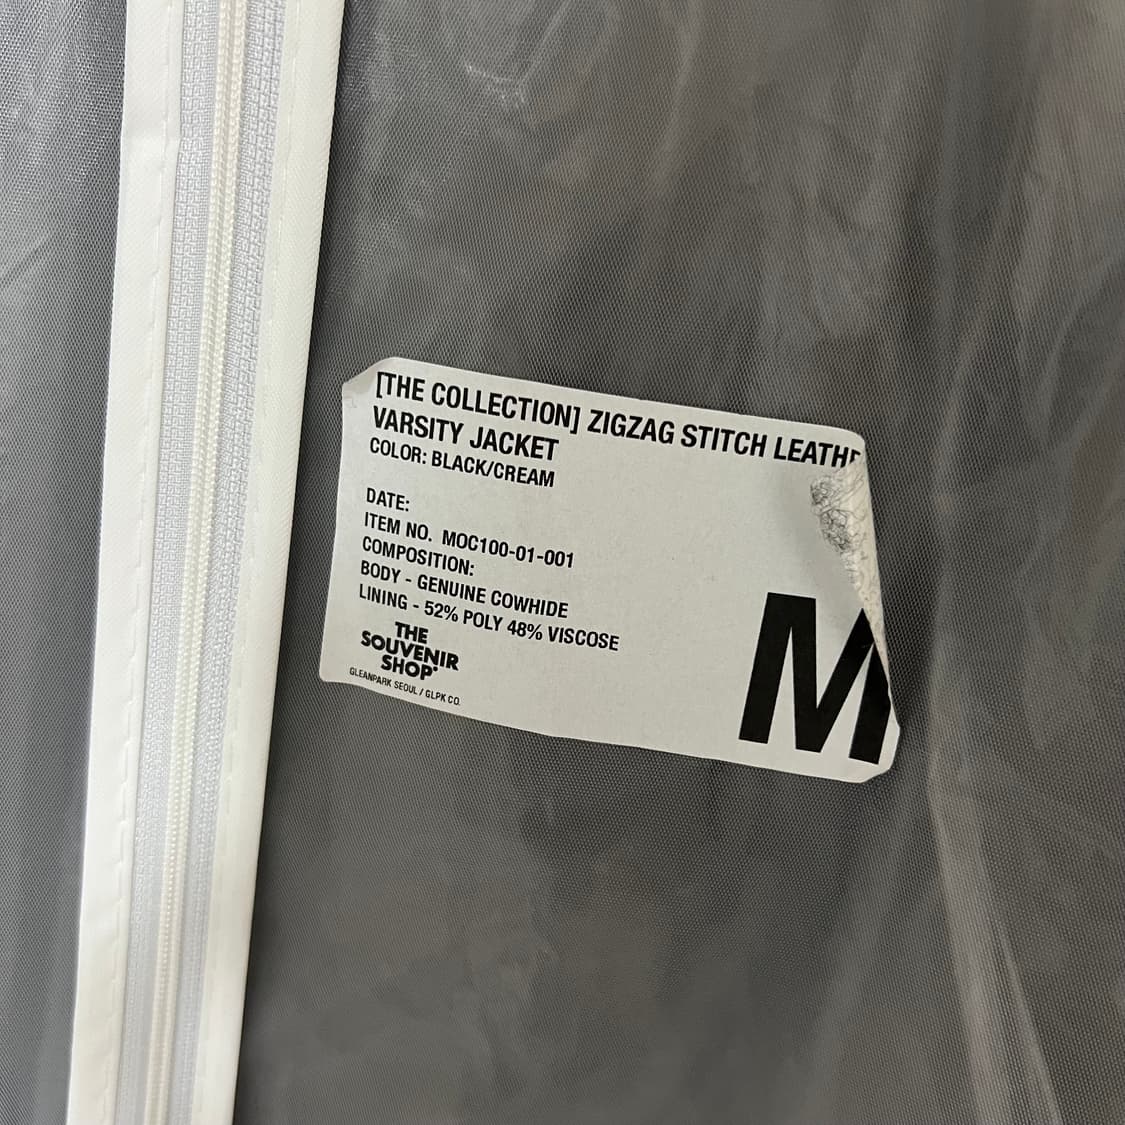 [THE COLLECTION] ZIGZAG STITCH LEATHE
VARSITY JACKET
COLOR: BLACK/CREAM
DATE:
ITEM NO. MOC100-01-001
COMPOSITION:
BODY - GENUINE COWHIDE
LINING - 52% POLY 48% VISCOSE
THE
SOUVENIR
SHOP
GLEANPARK SEOUL / GLPK CO.
M